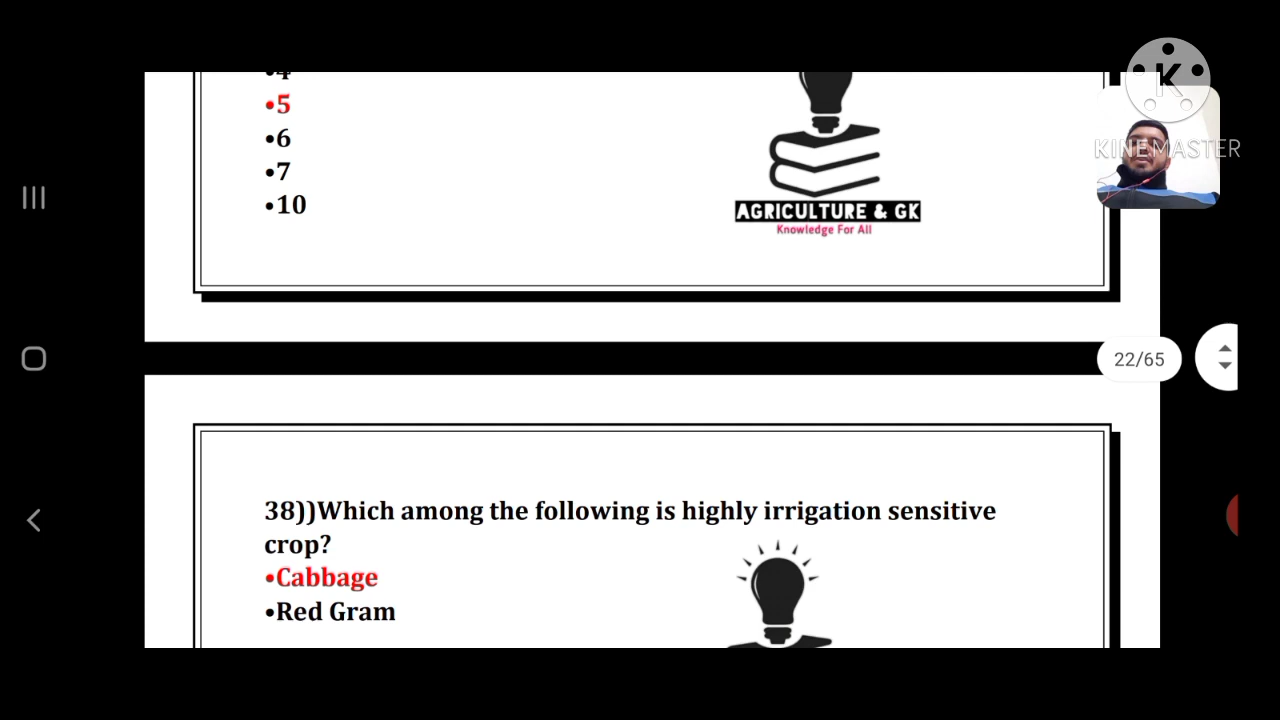 •4
•5
•6
•7
•10
AGRICULTURE & GK
Knowledge For All
K
KINEMASTER
22/65
38))Which among the following is highly irrigation sensitive
crop?
•Cabbage
•Red Gram